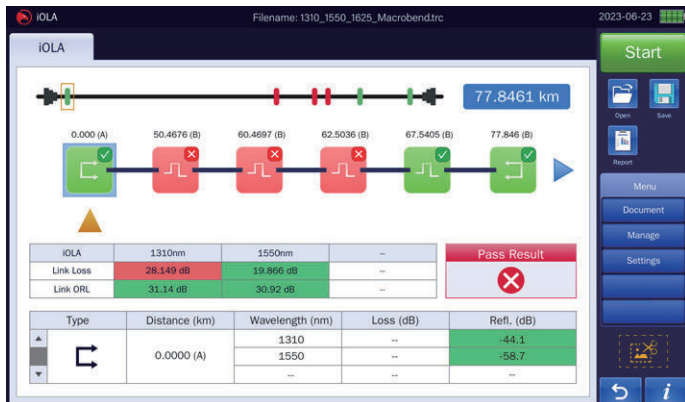 iOLA Filename: 1310_1550_1625_Macrobend.trc 2023-06-23
iOLA
Start
77.8461 km
Open Save
0.000 (A) 50.4676 (B) 60.4697 (B) 62.5036 (B) 67.5405 (B) 77.846 (B)
Report
Menu
Document
Manage
Settings
iOLA 1310nm 1550nm -- Pass Result
Link Loss 28.149 dB 19.866 dB --
Link ORL 31.14 dB 30.92 dB --
Type Distance (km) Wavelength (nm) Loss (dB) Refl. (dB)
0.0000 (A) 1310 -- -44.1
1550 -- -58.7
-- -- --
i